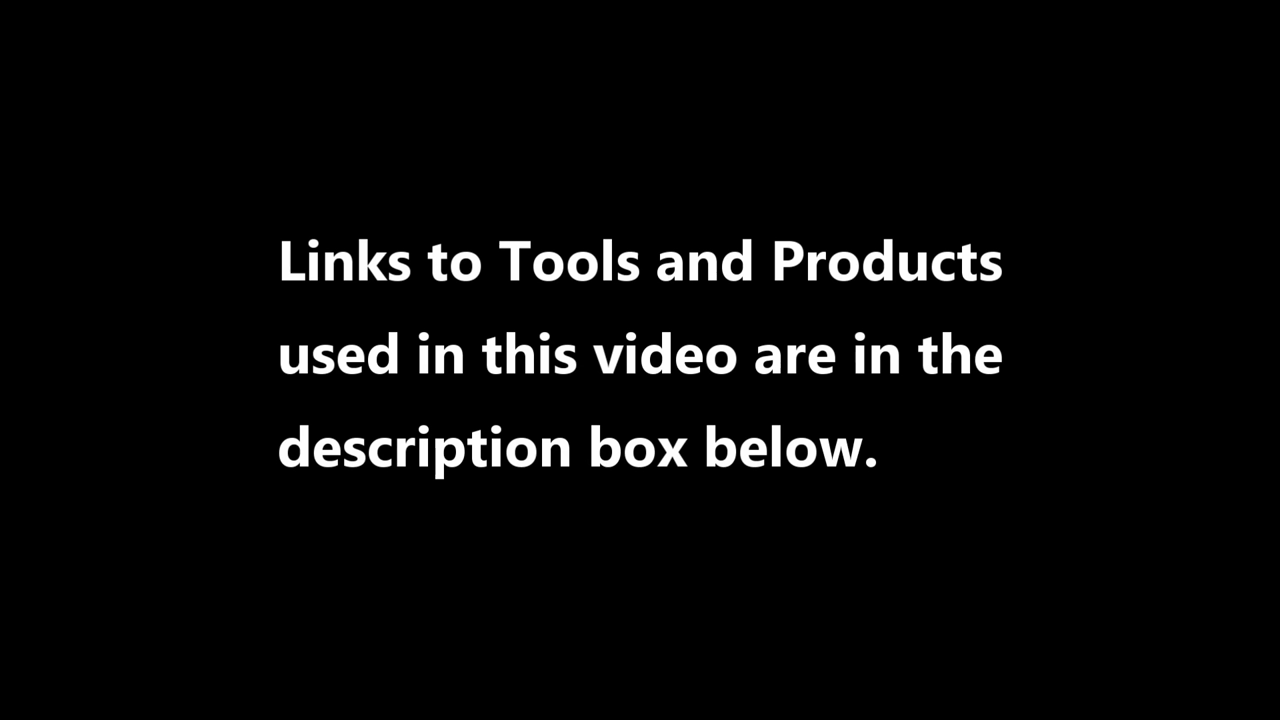 Links to Tools and Products
used in this video are in the
description box below.